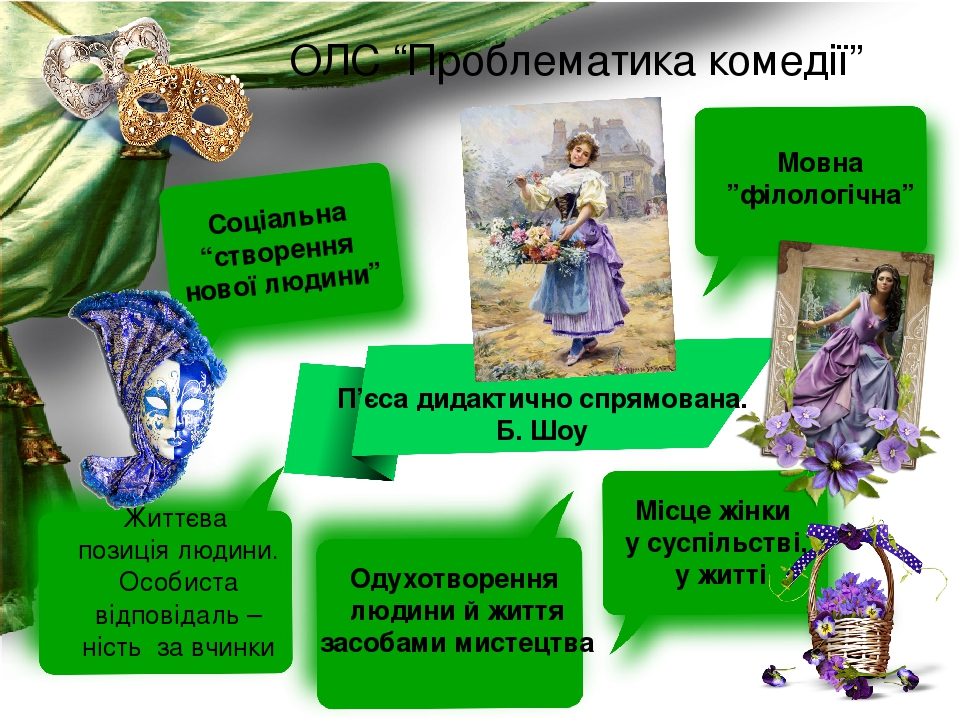 ОЛС “Проблематика комедії”
Соціальна
“створення
нової людини”
Мовна
”філологічна”
П’єса дидактично спрямована.
Б. Шоу
Життєва
позиція людини.
Особиста
відповідаль –
ність за вчинки
Одухотворення
людини й життя
засобами мистецтва
Місце жінки
у суспільстві,
у житті